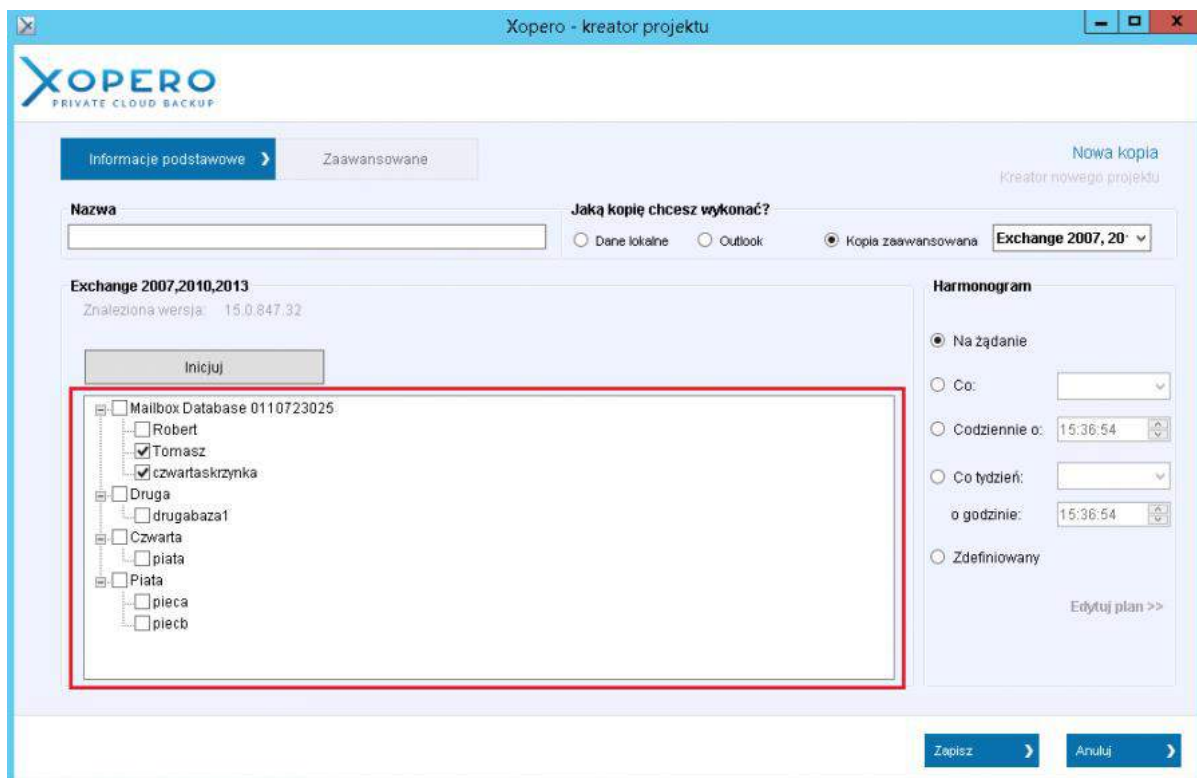 Xopero - kreator projektu
XOPERO
PRIVATE CLOUD BACKUP
Informacje podstawowe
Zaawansowane
Nowa kopia
Kreator nowego projektu
Nazwa
Jaką kopię chcesz wykonać?
Dane lokalne
Outlook
Kopia zaawansowana
Exchange 2007, 20
Exchange 2007,2010,2013
Znaleziona wersja: 15.0.847.32
Inicjuj
Mailbox Database 0110723025
Robert
Tomasz
czwartaskrzynka
Druga
drugabaza1
Czwarta
piata
Piata
pieca
piecb
Harmonogram
Na żądanie
Co:
Codziennie o: 15:36:54
Co tydzień:
o godzinie: 15:36:54
Zdefiniowany
Edytuj plan >>
Zapisz
Anuluj